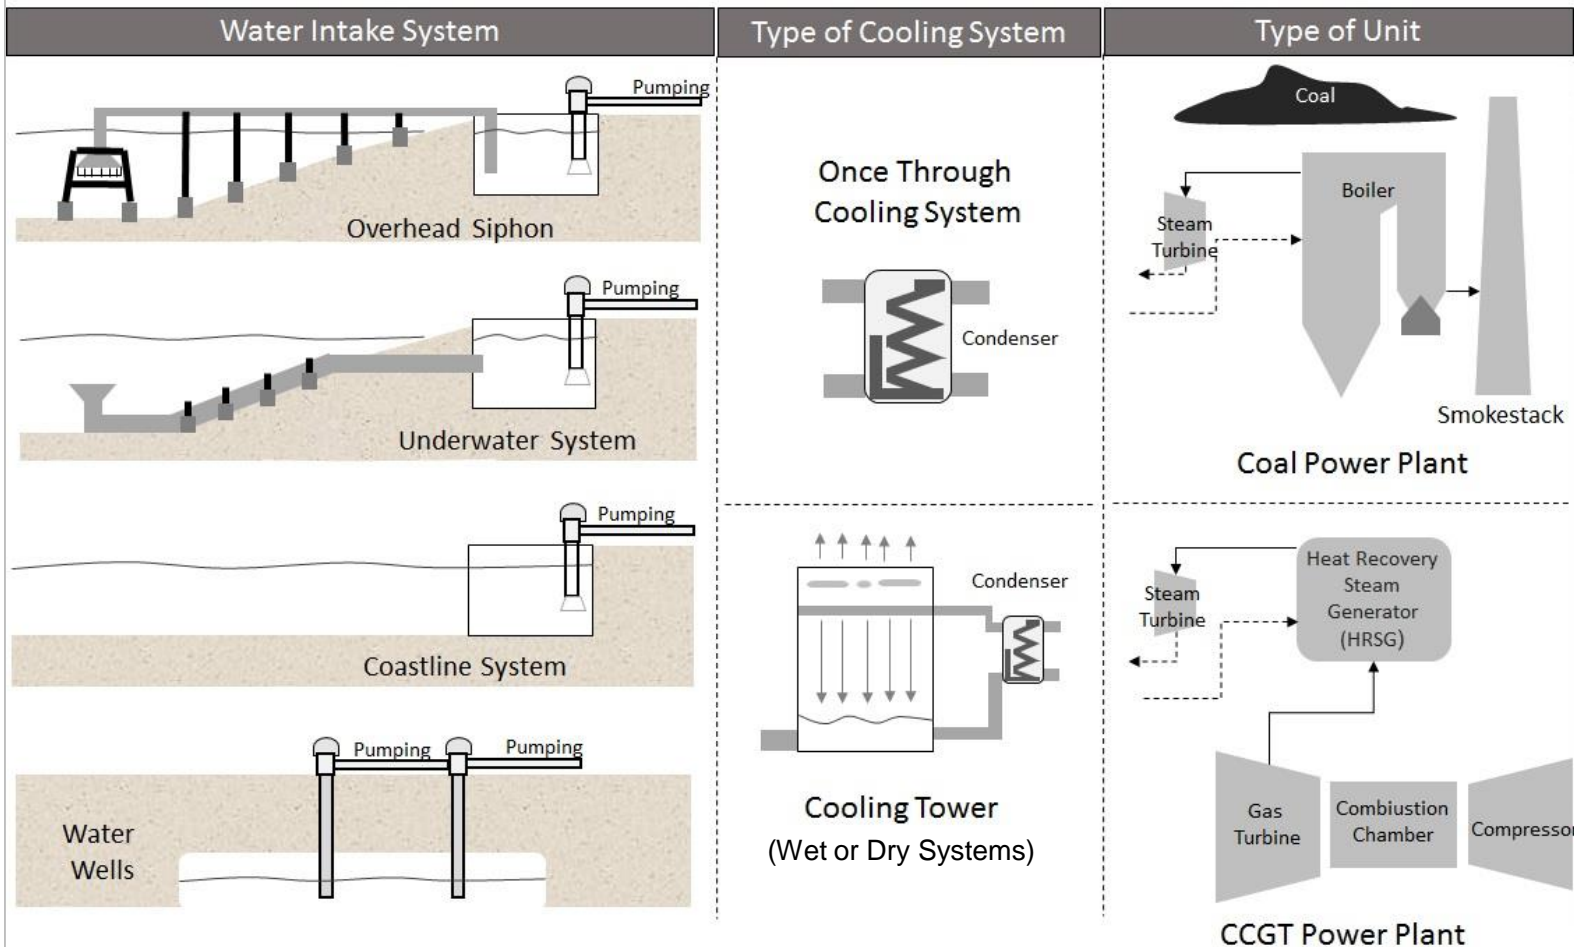 Water Intake System
Type of Cooling System
Type of Unit
Pumping
Overhead Siphon
Pumping
Underwater System
Pumping
Coastline System
Pumping
Pumping
Water
Wells
Once Through
Cooling System
Condenser
Condenser
Cooling Tower
(Wet or Dry Systems)
Coal
Boiler
Steam
Turbine
Smokestack
Coal Power Plant
Heat Recovery
Steam
Generator
(HRSG)
Steam
Turbine
Gas
Turbine
Combiustion
Chamber
Compressor
CCGT Power Plant